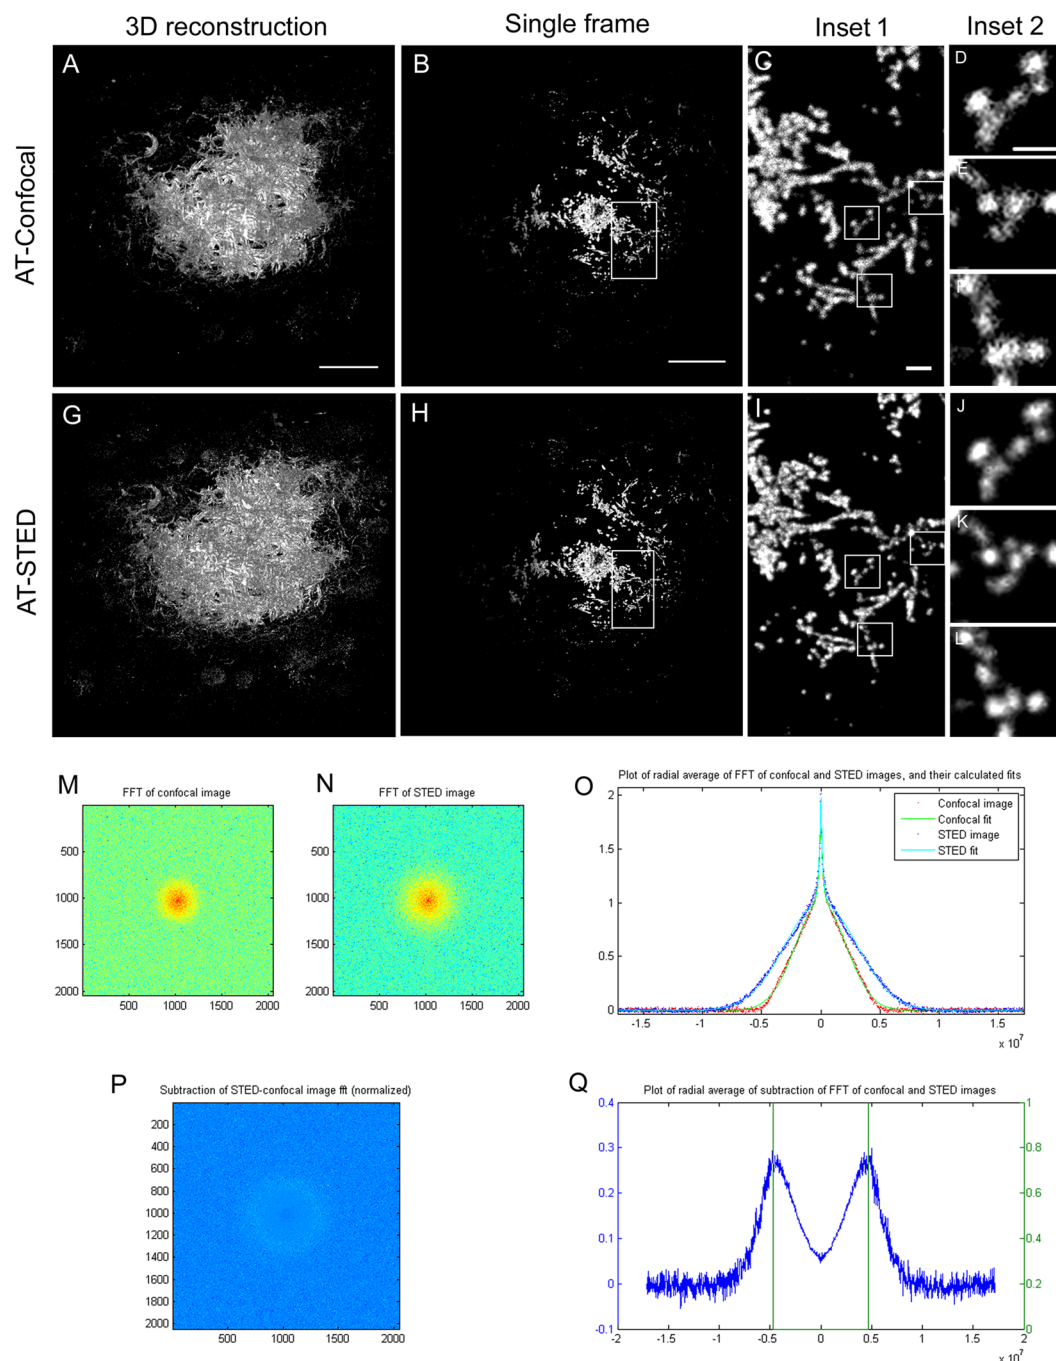 3D reconstruction
Single frame
Inset 1
Inset 2
AT-Confocal
A
B
C
D
E
F
AT-STED
G
H
I
J
K
L
M
FFT of confocal image
500
1000
1500
2000
500 1000 1500 2000
N
FFT of STED image
500
1000
1500
2000
500 1000 1500 2000
O
Plot of radial average of FFT of confocal and STED images, and their calculated fits
Confocal image
Confocal fit
STED image
STED fit
2
1.5
1
0.5
0
-1.5 -1 -0.5 0 0.5 1 1.5
x 10^7
P
Subtraction of STED-confocal image fft (normalized)
200
400
600
800
1000
1200
1400
1600
1800
2000
500 1000 1500 2000
Q
Plot of radial average of subtraction of FFT of confocal and STED images
0.4
0.3
0.2
0.1
0
-0.1
1
0.8
0.6
0.4
0.2
0
-2 -1.5 -1 -0.5 0 0.5 1 1.5 2
x 10^7